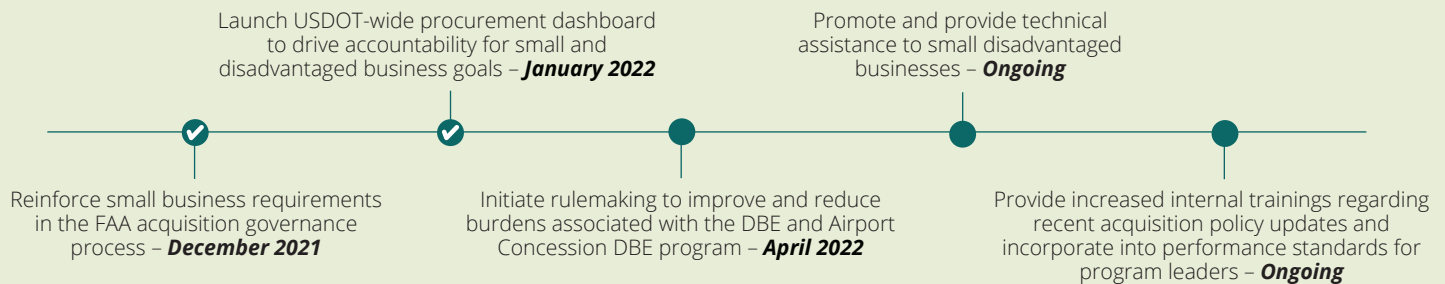 Launch USDOT-wide procurement dashboard
to drive accountability for small and
disadvantaged business goals – January 2022
Promote and provide technical
assistance to small disadvantaged
businesses – Ongoing
Reinforce small business requirements
in the FAA acquisition governance
process – December 2021
Initiate rulemaking to improve and reduce
burdens associated with the DBE and Airport
Concession DBE program – April 2022
Provide increased internal trainings regarding
recent acquisition policy updates and
incorporate into performance standards for
program leaders – Ongoing